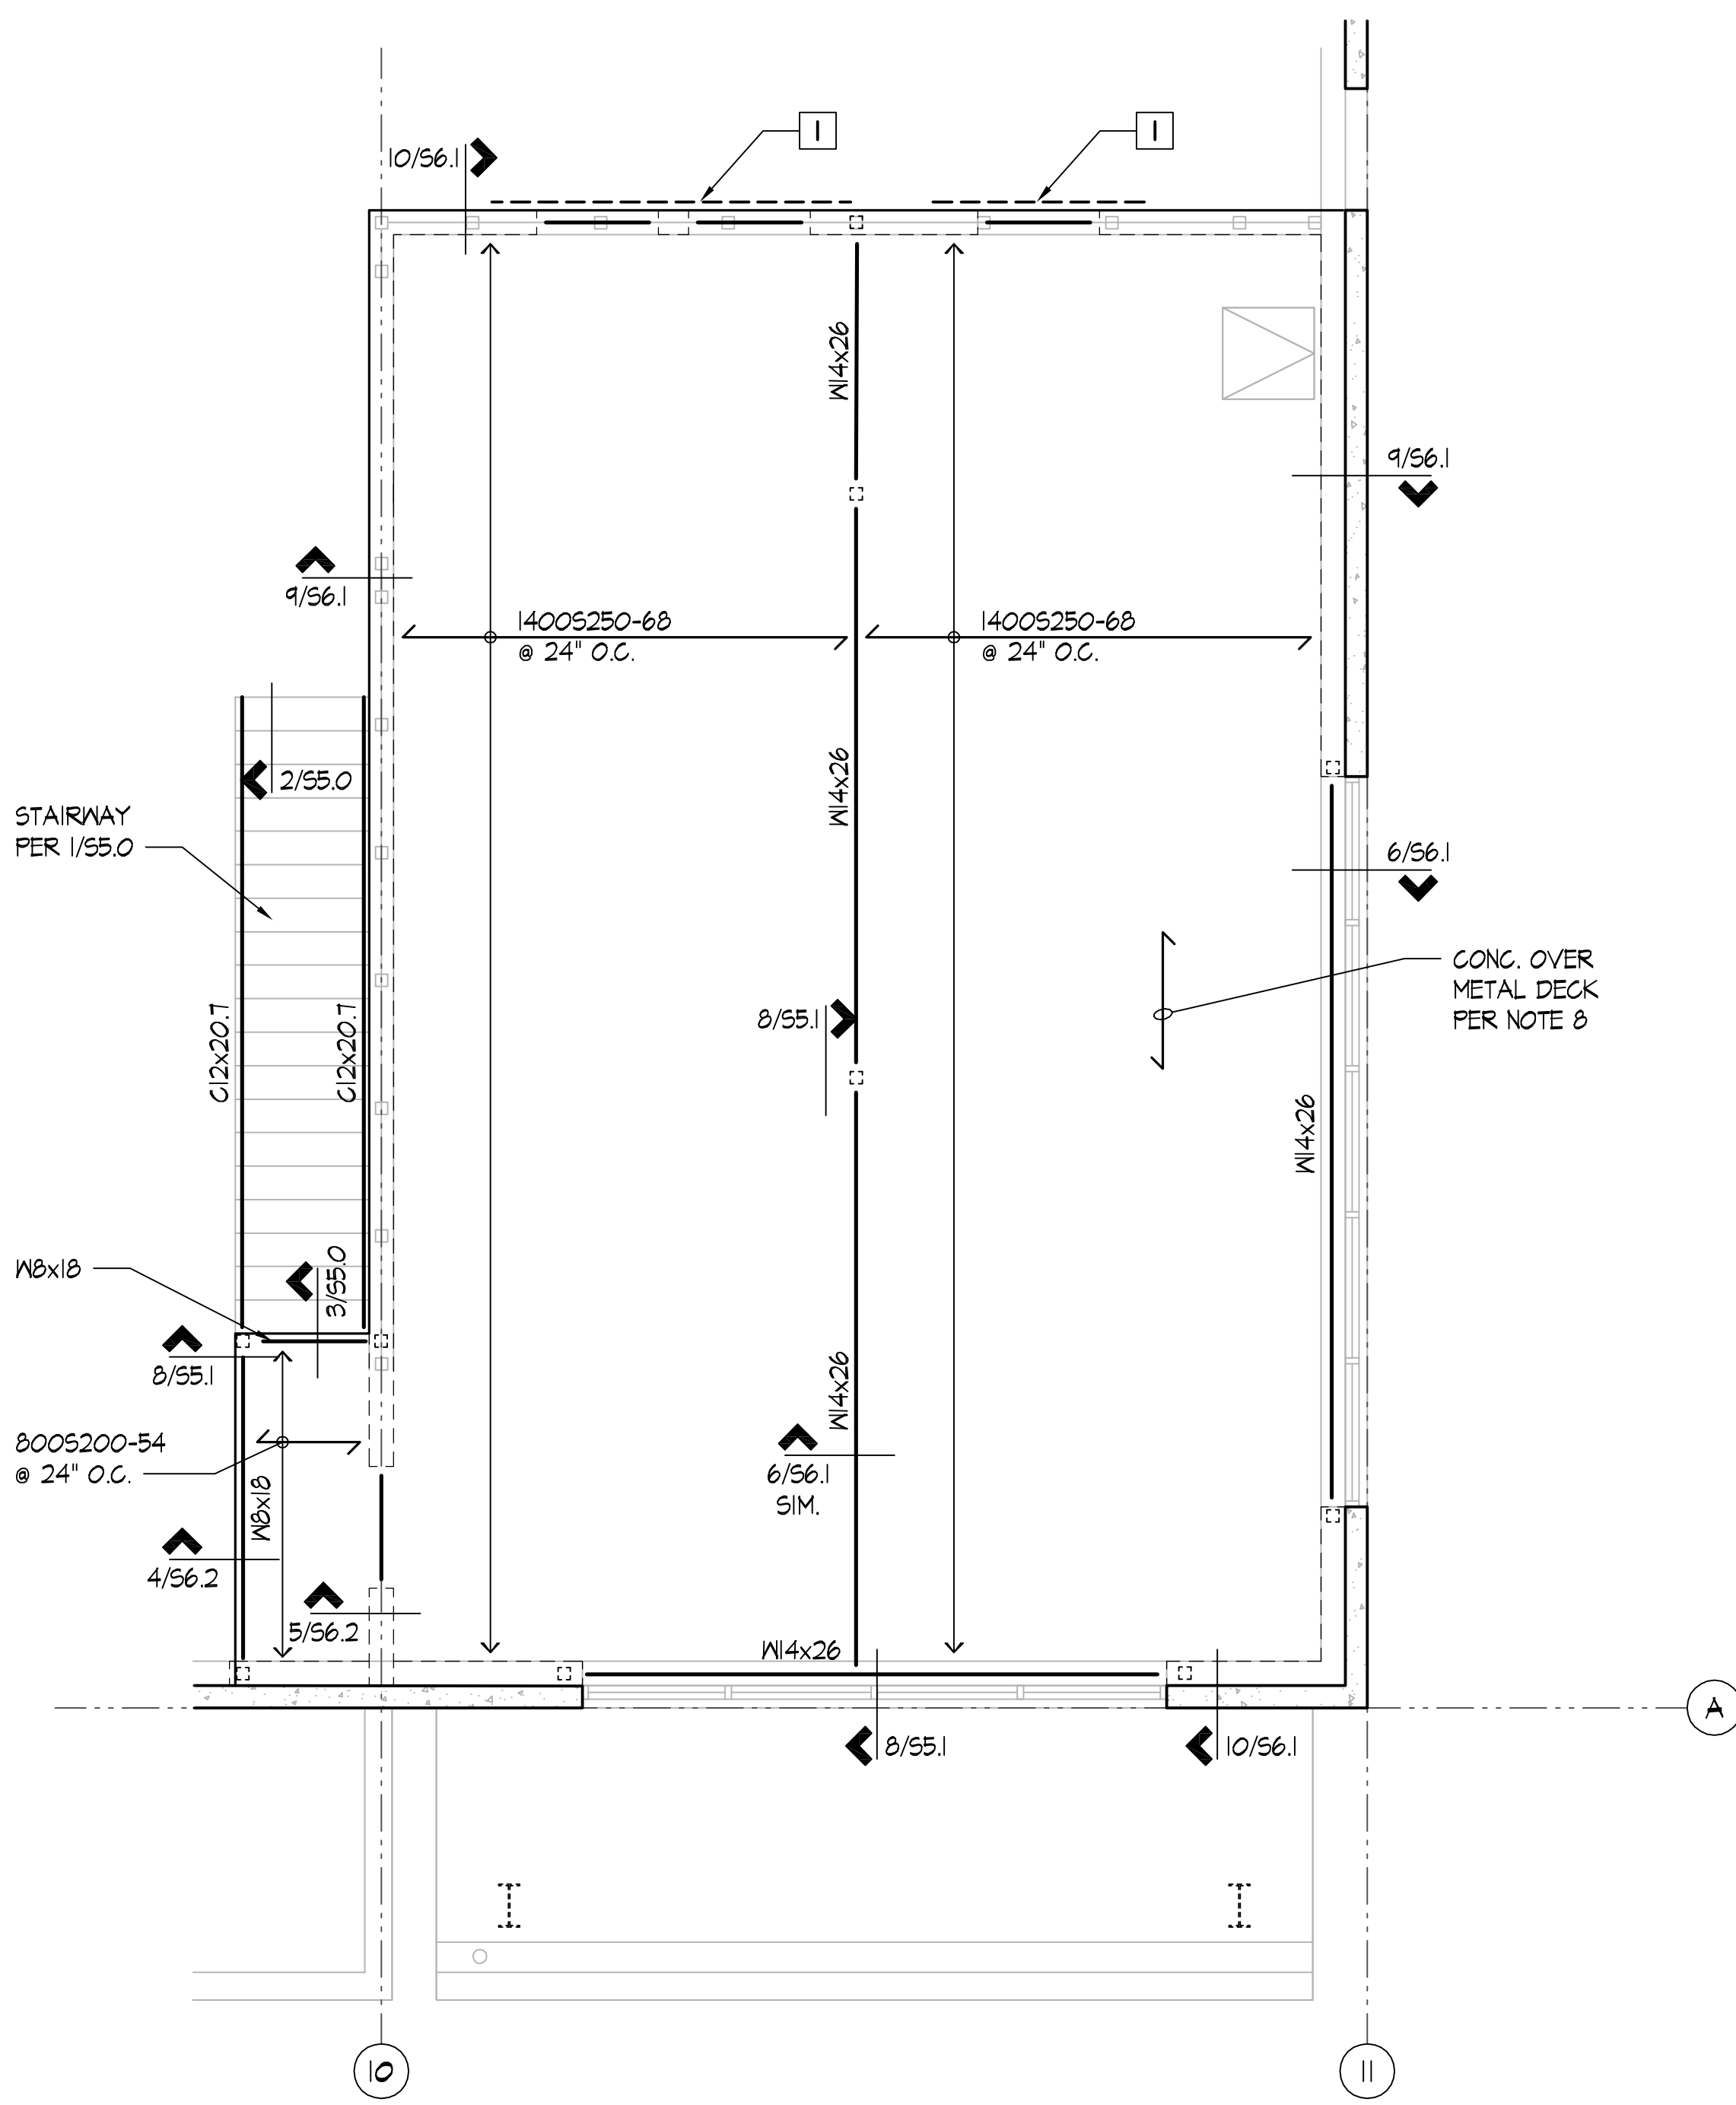 1
1
10/S6.1
W14x26
9/S6.1
9/S6.1
1400S250-68
@ 24" O.C.
1400S250-68
@ 24" O.C.
W14x26
2/S5.0
STAIRWAY
PER 1/S5.0
6/S6.1
CONC. OVER
METAL DECK
PER NOTE 8
8/S5.1
C12x20.7
C12x20.7
W14x26
W8x18
3/S5.0
8/S5.1
W14x26
800S200-54
@ 24" O.C.
W8x18
6/S6.1
SIM.
4/S6.2
5/S6.2
W14x26
A
8/S5.1
10/S6.1
10
11